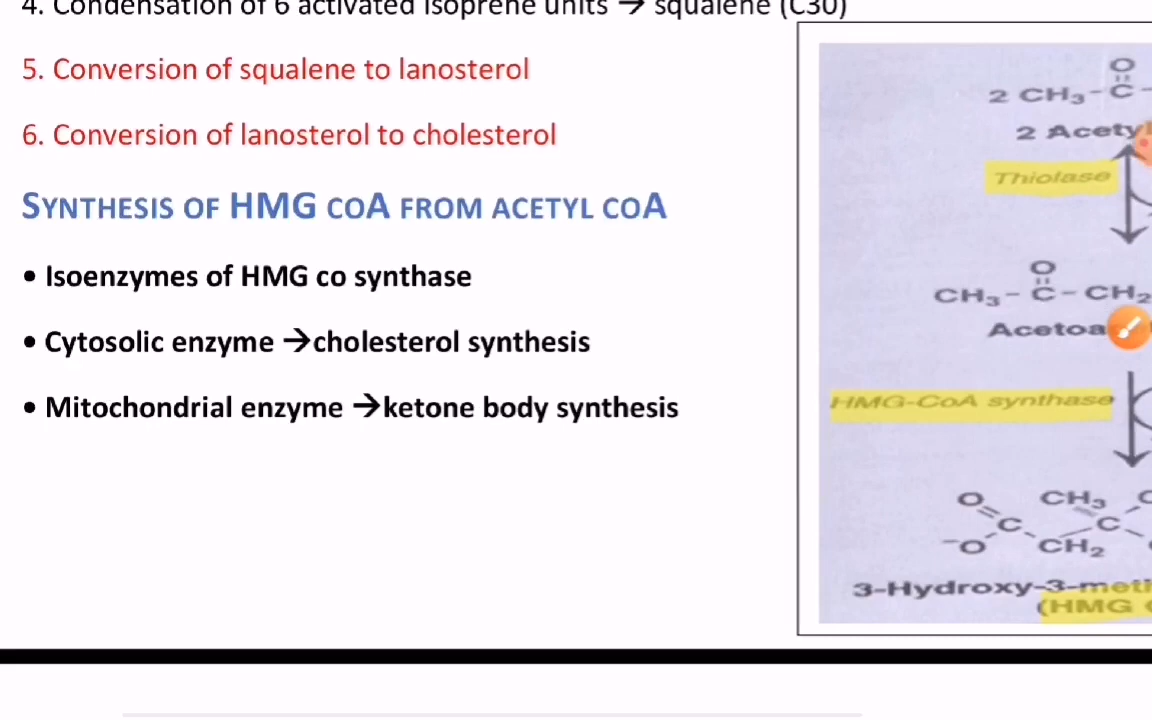 4. Condensation of 6 activated isoprene units → squalene (C30)
5. Conversion of squalene to lanosterol
6. Conversion of lanosterol to cholesterol
SYNTHESIS OF HMG COA FROM ACETYL COA
• Isoenzymes of HMG co synthase
• Cytosolic enzyme →cholesterol synthesis
• Mitochondrial enzyme →ketone body synthesis
O
2 CH₃-C-
2 Acety
Thiolase
O
CH₃-C-CH₂
Acetoa
HMG-CoA synthase
O CH₃
C C
⁻O CH₂
3-Hydroxy-3-met
(HMG